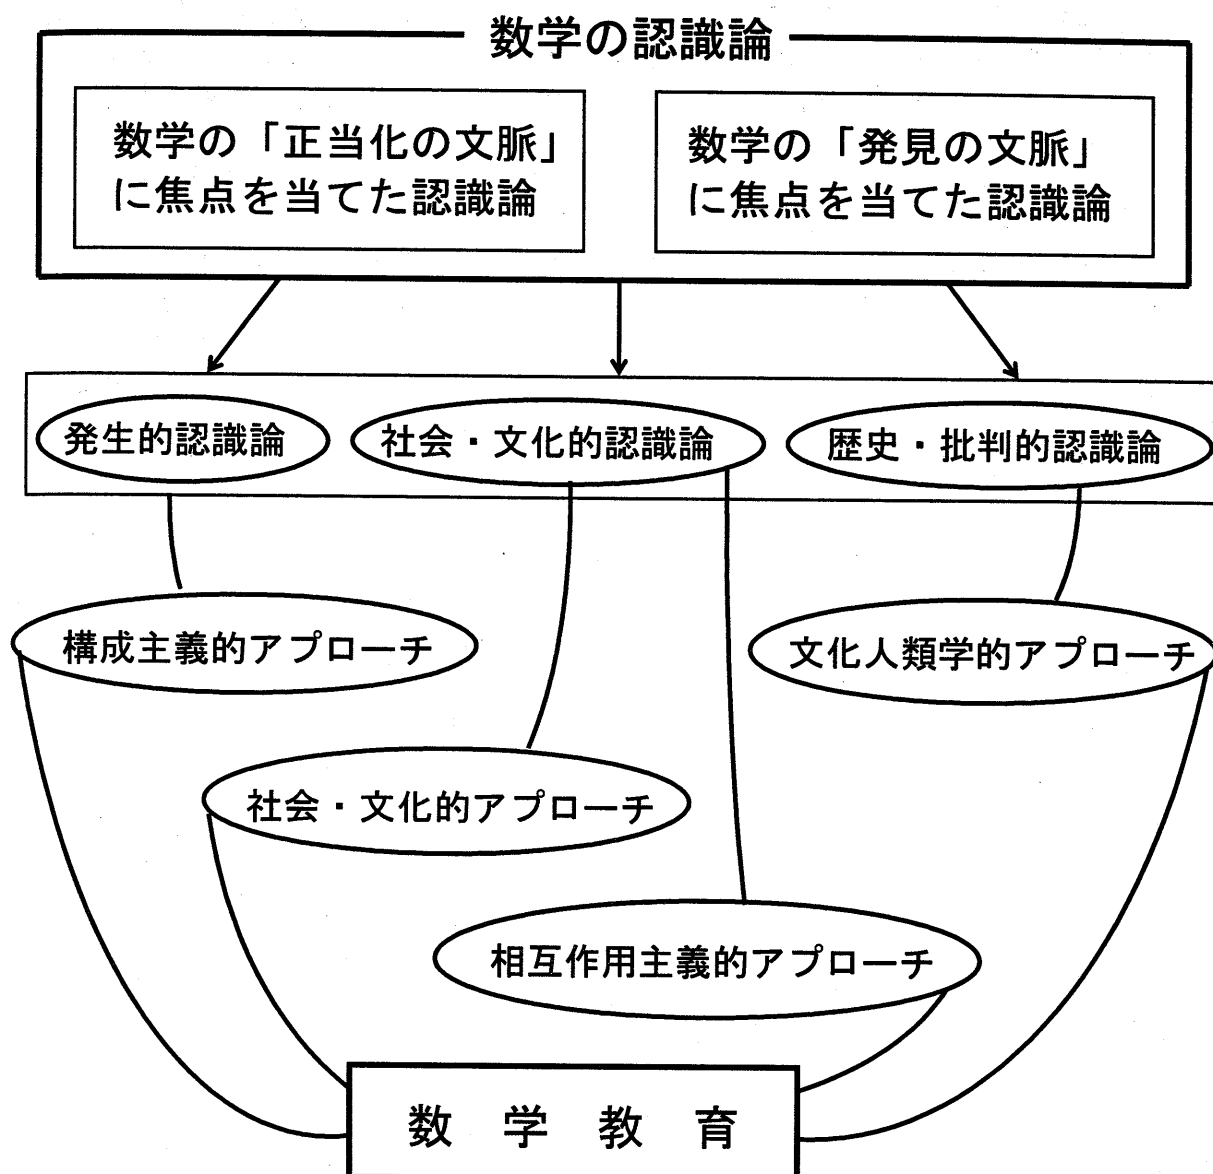 数学の認識論
数学の「正当化の文脈」
に焦点を当てた認識論
数学の「発見の文脈」
に焦点を当てた認識論
発生的認識論
社会・文化的認識論
歴史・批判的認識論
構成主義的アプローチ
文化人類学的アプローチ
社会・文化的アプローチ
相互作用主義的アプローチ
数学教育